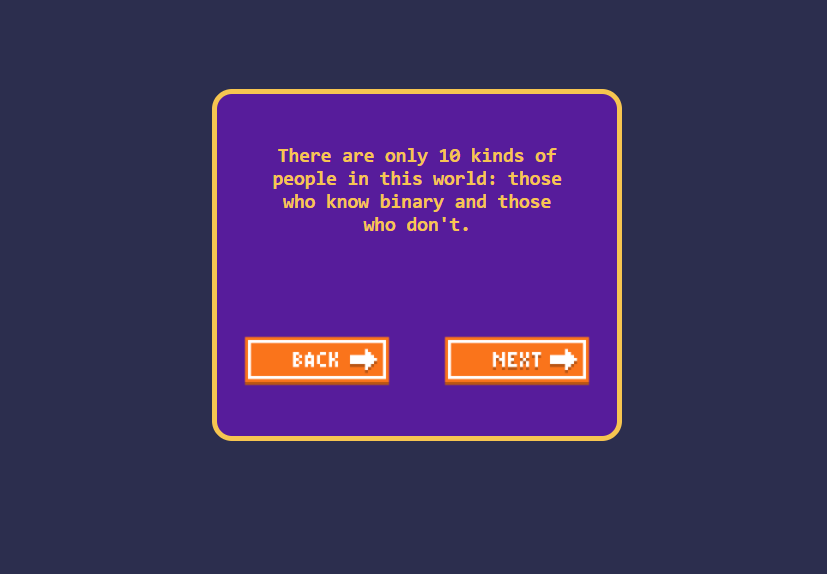 There are only 10 kinds of
people in this world: those
who know binary and those
who don't.
BACK
NEXT